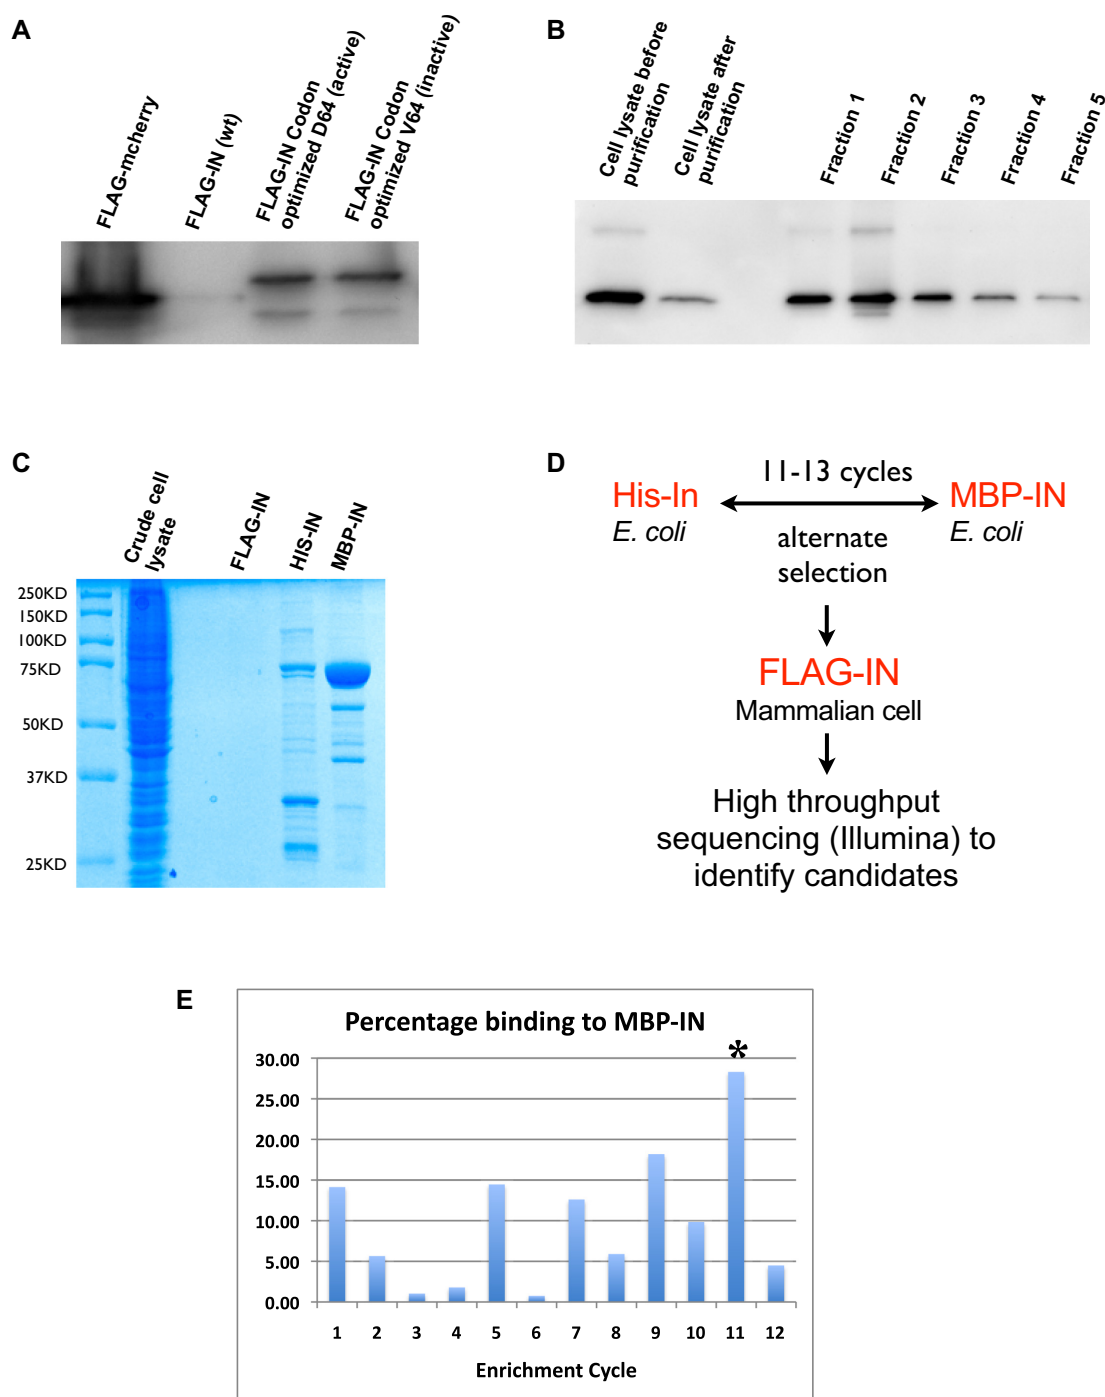 A
FLAG-mcherry
FLAG-IN (wt)
FLAG-IN Codon
optimized D64 (active)
FLAG-IN Codon
optimized V64 (inactive)
B
Cell lysate before
purification
Cell lysate after
purification
Fraction 1
Fraction 2
Fraction 3
Fraction 4
Fraction 5
C
Crude cell
lysate
FLAG-IN
HIS-IN
MBP-IN
250KD
150KD
100KD
75KD
50KD
37KD
25KD
D
11-13 cycles
His-In
MBP-IN
E. coli
E. coli
alternate
selection
FLAG-IN
Mammalian cell
High throughput
sequencing (Illumina) to
identify candidates
E
Percentage binding to MBP-IN
*
30.00
25.00
20.00
15.00
10.00
5.00
0.00
1 2 3 4 5 6 7 8 9 10 11 12
Enrichment Cycle